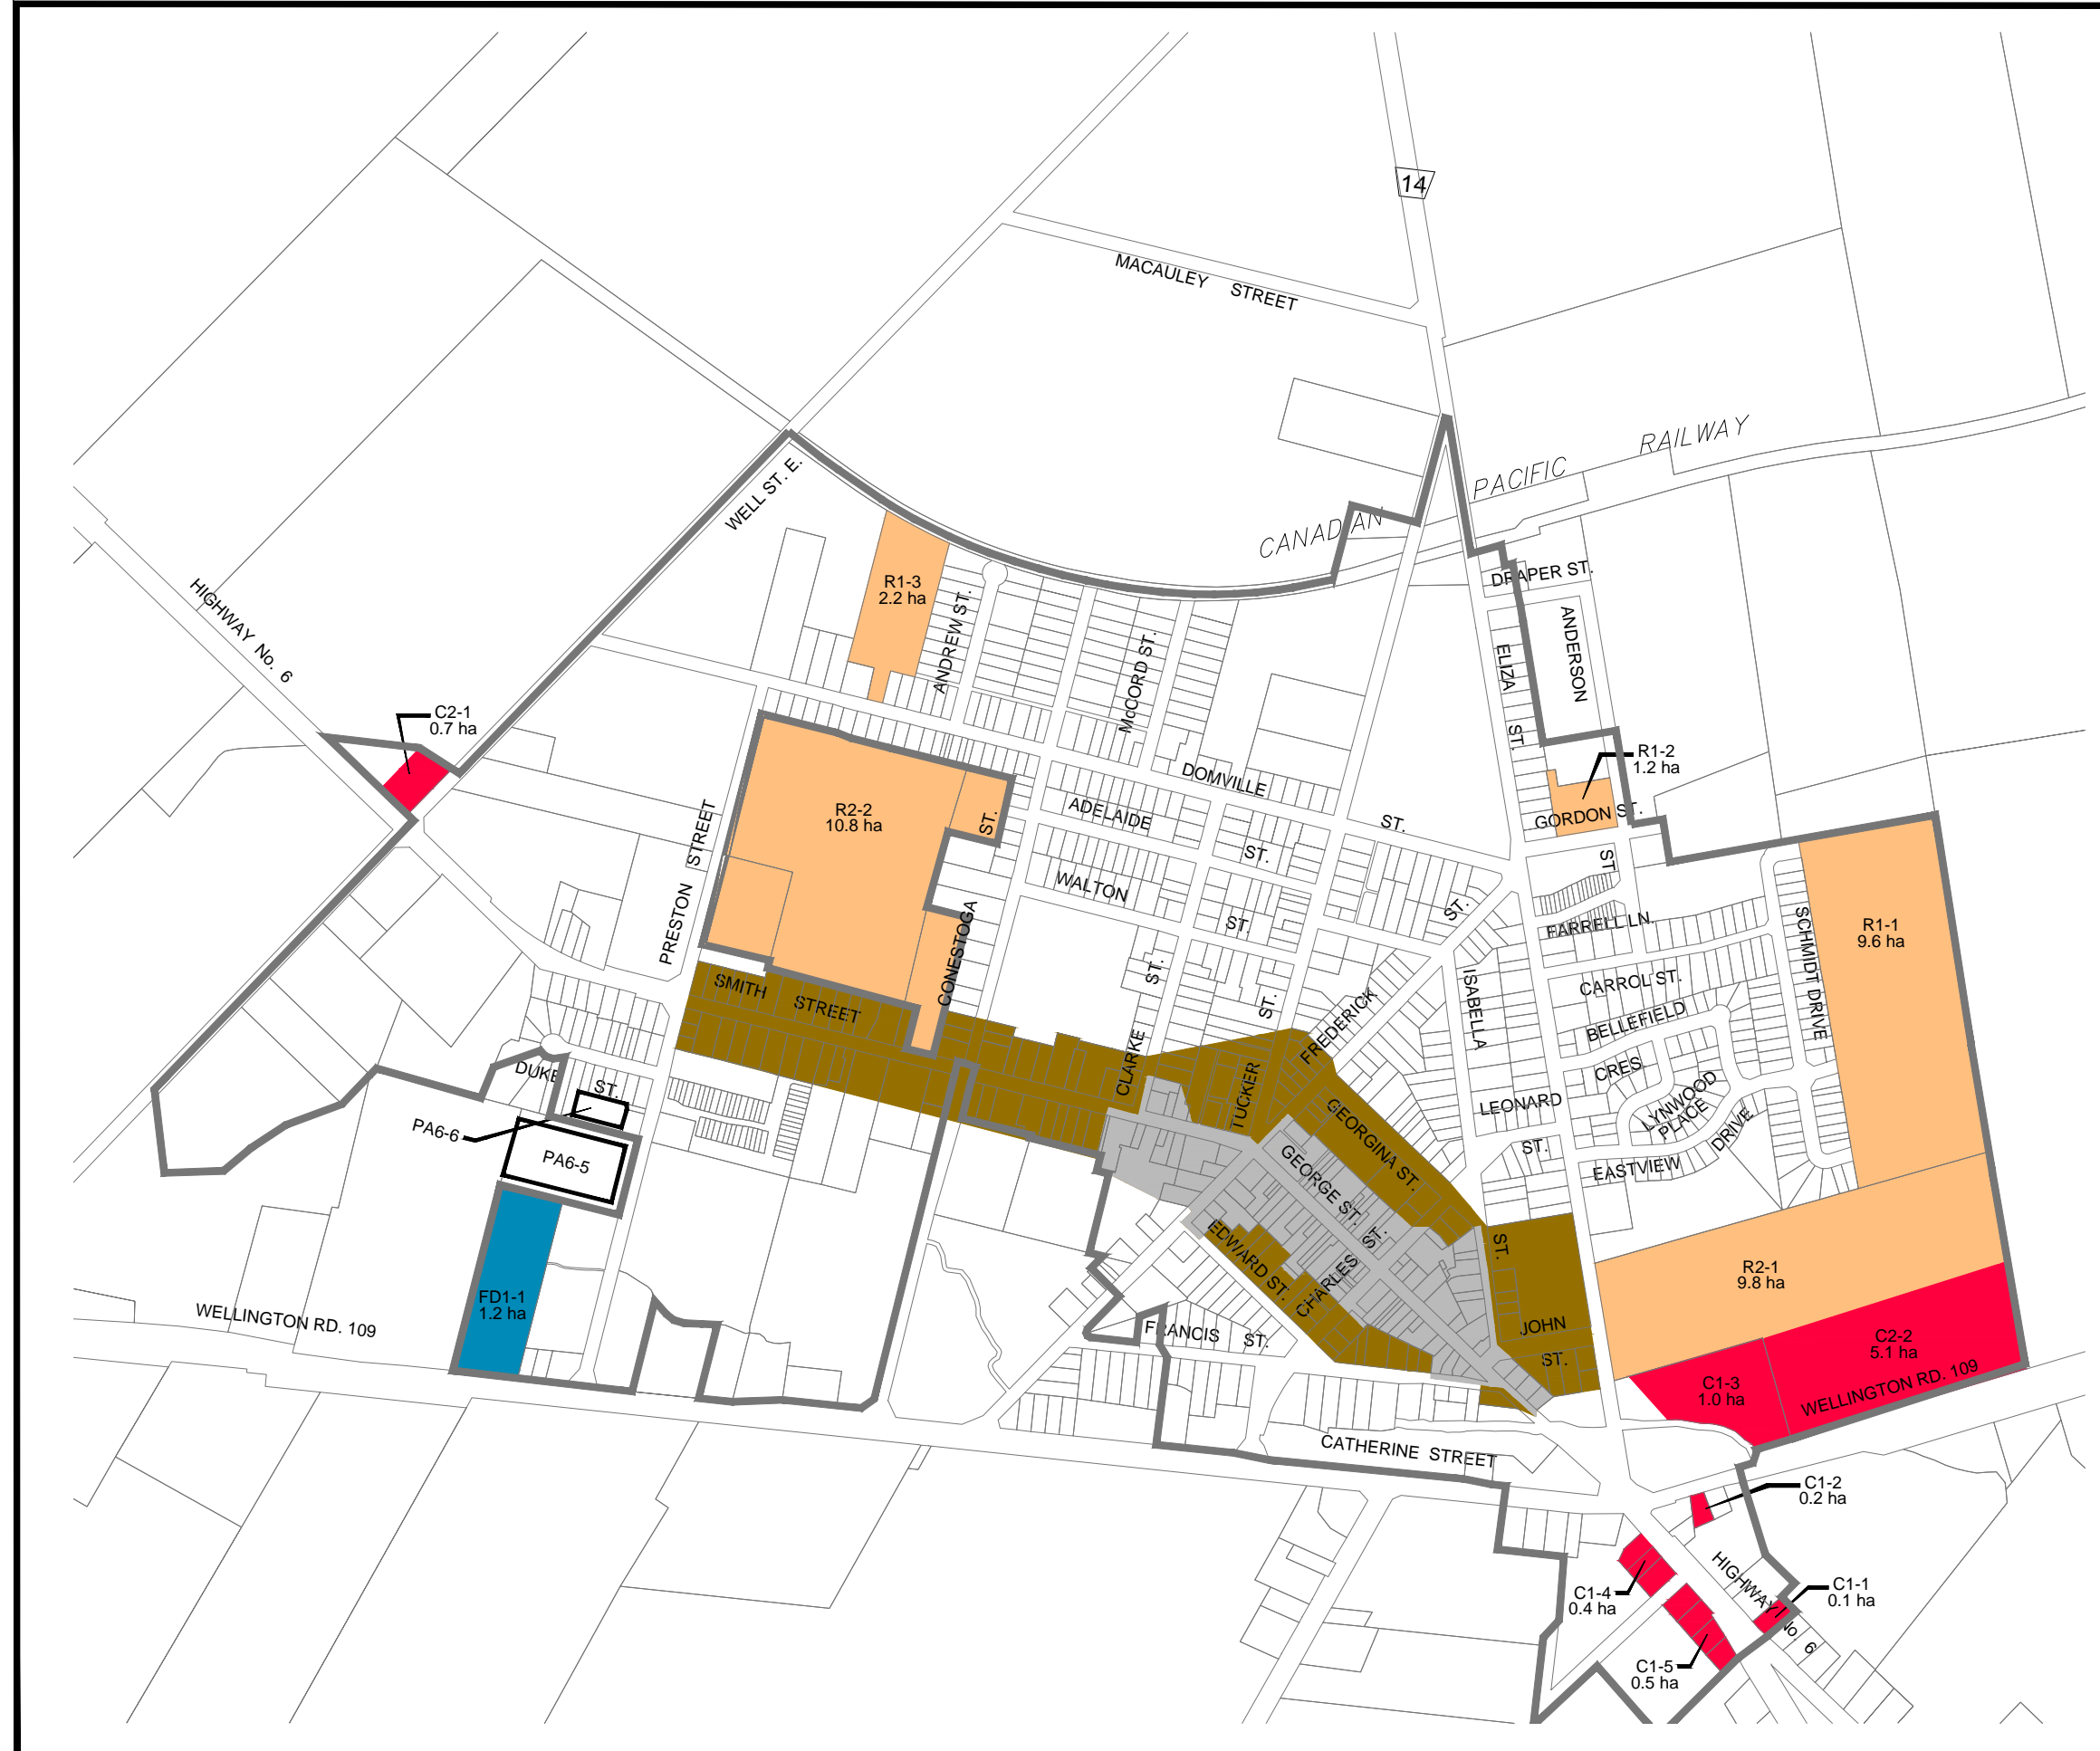 14
MACAULEY STREET
CANADIAN PACIFIC RAILWAY
WELL ST. E.
HIGHWAY No. 6
R1-3
2.2 ha
ANDREW ST.
McCORD ST.
DRAPER ST.
ANDERSON
ST.
ELIZA
ST.
C2-1
0.7 ha
R1-2
1.2 ha
GORDON ST.
DOMVILLE
ST.
ADELAIDE
ST.
WALTON
ST.
R2-2
10.8 ha
PRESTON STREET
CONESTOGA
ST.
SMITH STREET
CLARKE
ST.
TUCKER
ST.
FREDERICK
ST.
ISABELLA
ST.
FARRELL LN.
CARROL ST.
BELLEFIELD
CRES
LYNWOOD
PLACE
LEONARD
ST.
EASTVIEW
DRIVE
SCHMIDT DRIVE
R1-1
9.6 ha
DUKE
ST.
PA6-6
PA6-5
GEORGINA ST.
GEORGE ST.
EDWARD ST.
CHARLES
ST.
JOHN
ST.
FRANCIS ST.
R2-1
9.8 ha
C2-2
5.1 ha
C1-3
1.0 ha
WELLINGTON RD. 109
FD1-1
1.2 ha
WELLINGTON RD. 109
CATHERINE STREET
C1-2
0.2 ha
HIGHWAY No 6
C1-1
0.1 ha
C1-4
0.4 ha
C1-5
0.5 ha